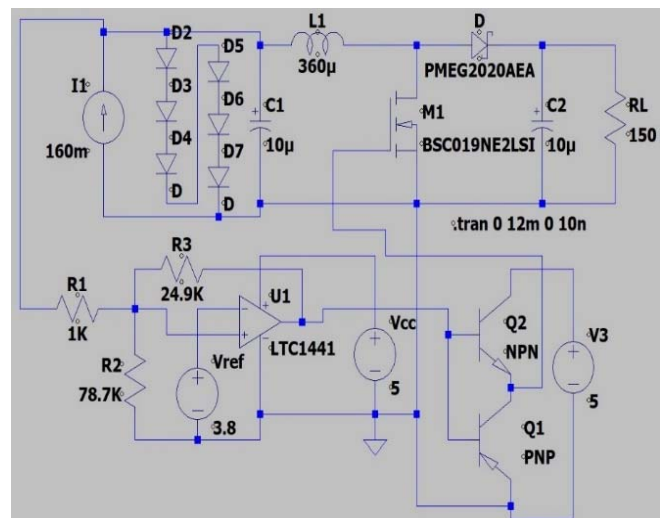 D2
D5
L1
D
360µ
PMEG2020AEA
D3
I1
D6
C1
M1
C2
RL
D4
160m
D7
10µ
BSC019NE2LSI
10µ
150
D
D
.tran 0 12m 0 10n
R3
R1
24.9K
U1
1K
Vcc
Q2
V3
R2
Vref
LTC1441
NPN
78.7K
5
5
3.8
Q1
PNP